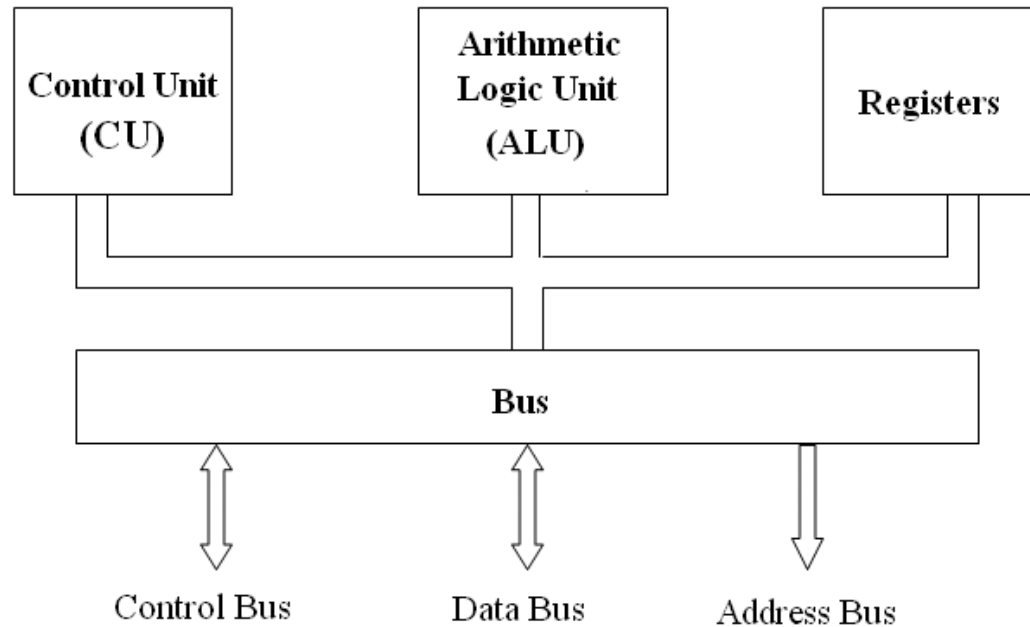 Control Unit
(CU)
Arithmetic
Logic Unit
(ALU)
Registers
Bus
Control Bus
Data Bus
Address Bus